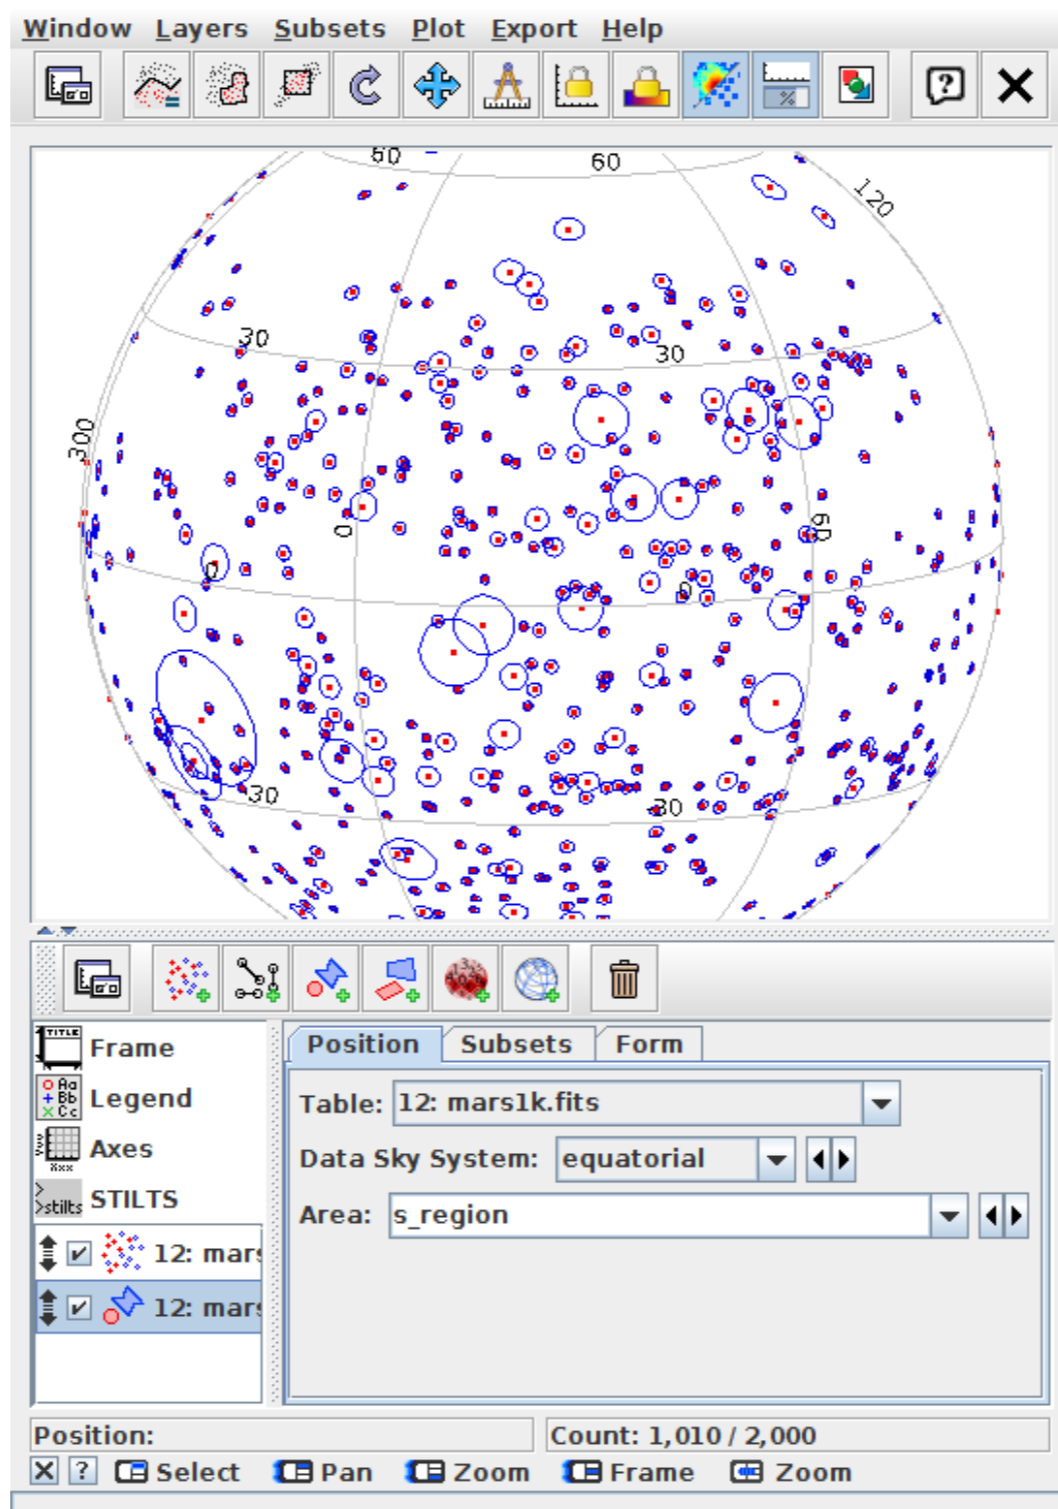 Window Layers Subsets Plot Export Help
60 60
120
30 30
300
0 60
0 0
-30 -30
Frame
Legend
Axes
STILTS
12: mars
12: mars
Position Subsets Form
Table: 12: mars1k.fits
Data Sky System: equatorial
Area: s_region
Position: Count: 1,010 / 2,000
Select Pan Zoom Frame Zoom